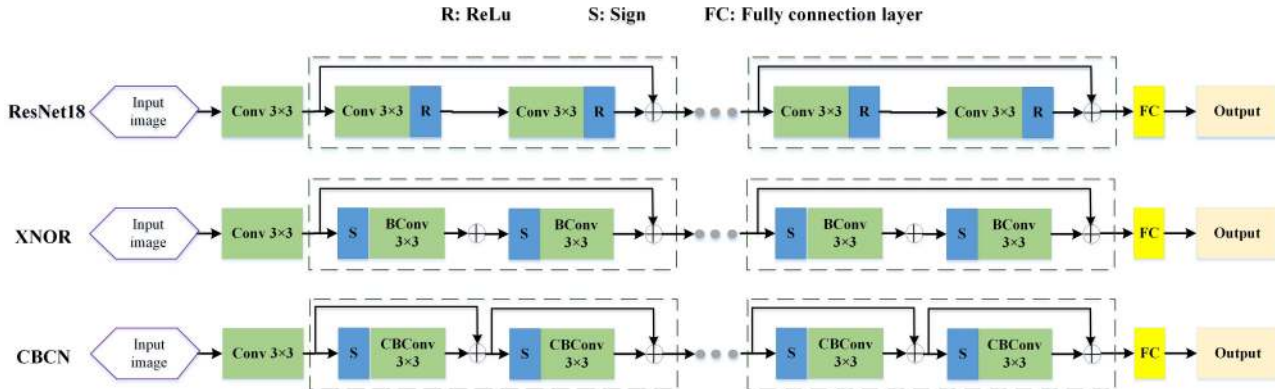 R: ReLu S: Sign FC: Fully connection layer
ResNet18 Input image Conv 3×3 Conv 3×3 R Conv 3×3 R Conv 3×3 R Conv 3×3 R FC Output
XNOR Input image Conv 3×3 S BConv 3×3 S BConv 3×3 S BConv 3×3 S BConv 3×3 FC Output
CBCN Input image Conv 3×3 S CBConv 3×3 S CBConv 3×3 S CBConv 3×3 S CBConv 3×3 FC Output